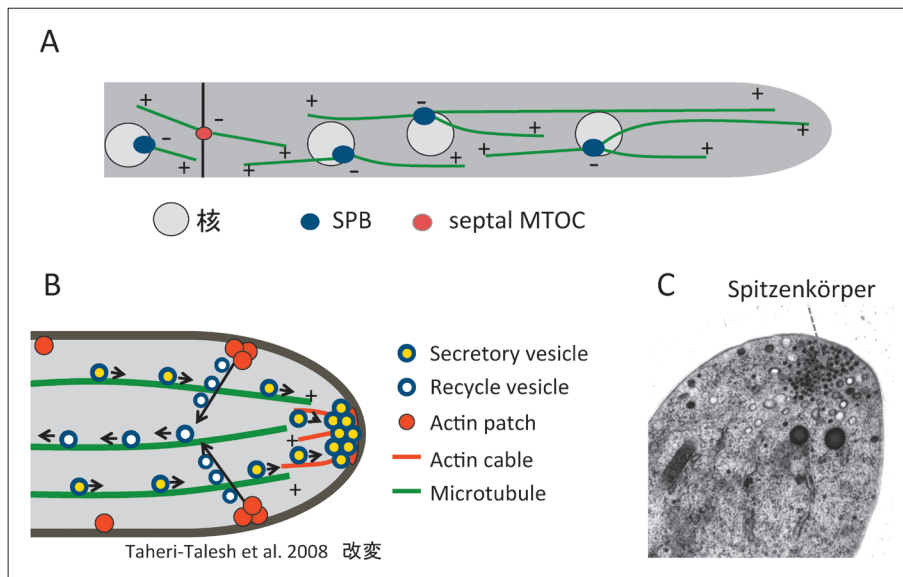 A
+ - + + - + + + - + + + - + + - +
核 SPB septal MTOC
B
C
Spitzenkörper
Secretory vesicle
Recycle vesicle
Actin patch
Actin cable
Microtubule
+
+
+
Taheri-Talesh et al. 2008 改変